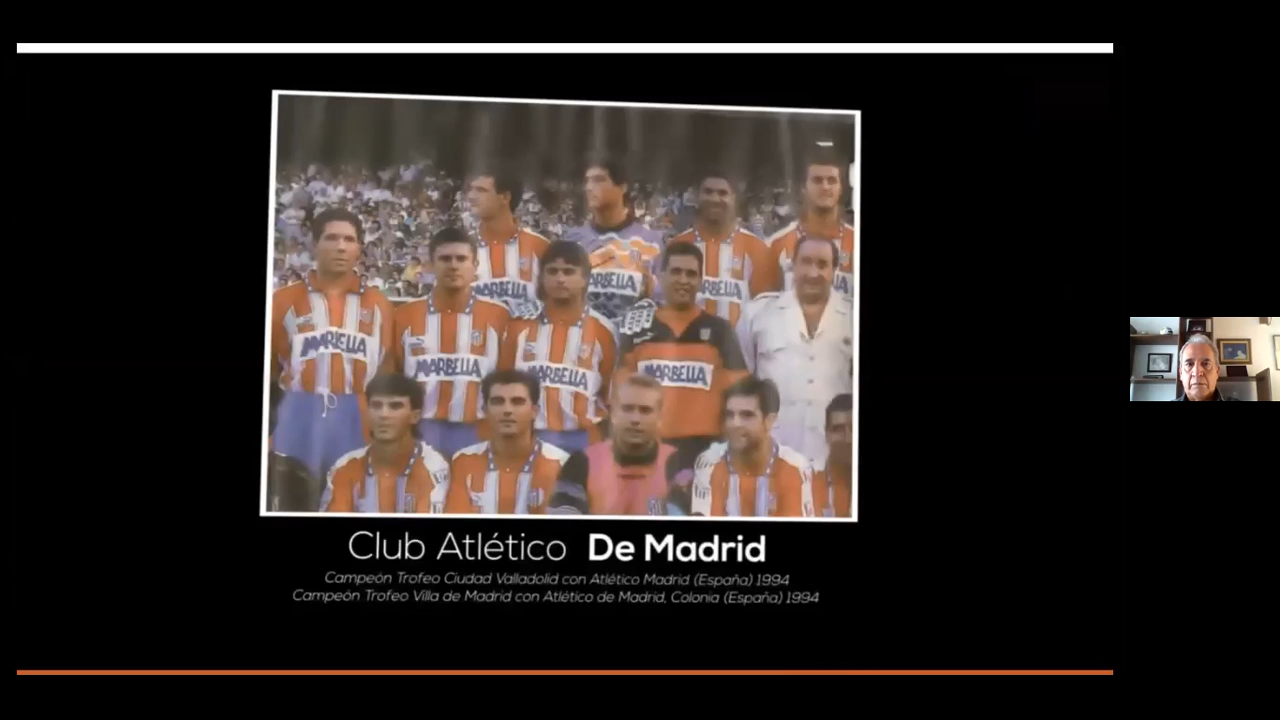 MARBELLA
MARBELLA
MARBELLA
MARBELLA
MARBELLA
MARBELLA
MARBELLA
Club Atlético De Madrid
Campeón Trofeo Ciudad Valladolid con Atlético Madrid (España) 1994
Campeón Trofeo Villa de Madrid con Atlético de Madrid, Colonia (España) 1994